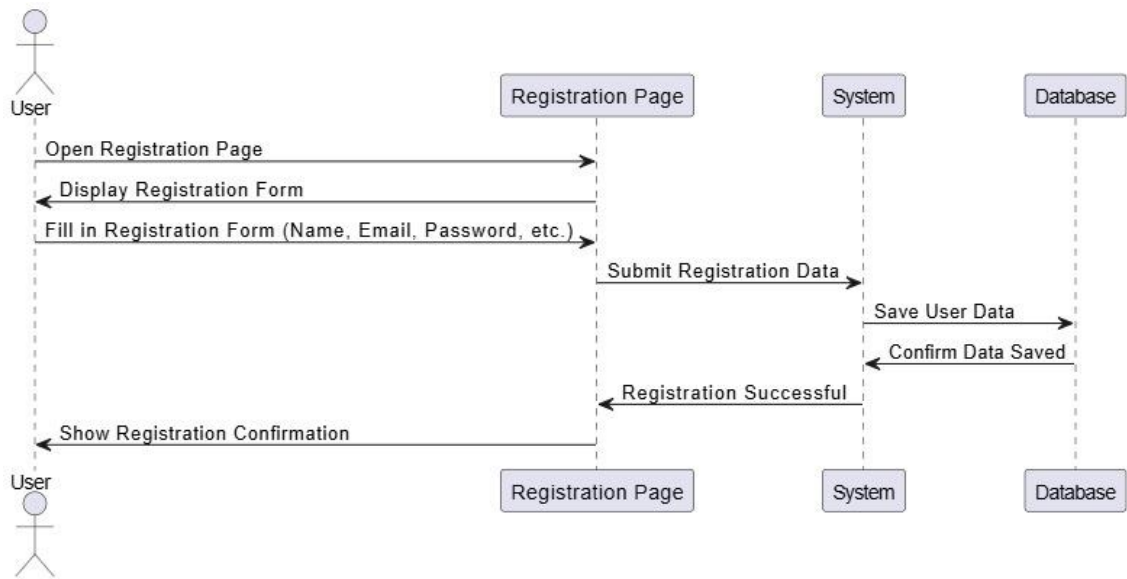 User
Registration Page
System
Database
Open Registration Page
Display Registration Form
Fill in Registration Form (Name, Email, Password, etc.)
Submit Registration Data
Save User Data
Confirm Data Saved
Registration Successful
Show Registration Confirmation
User
Registration Page
System
Database